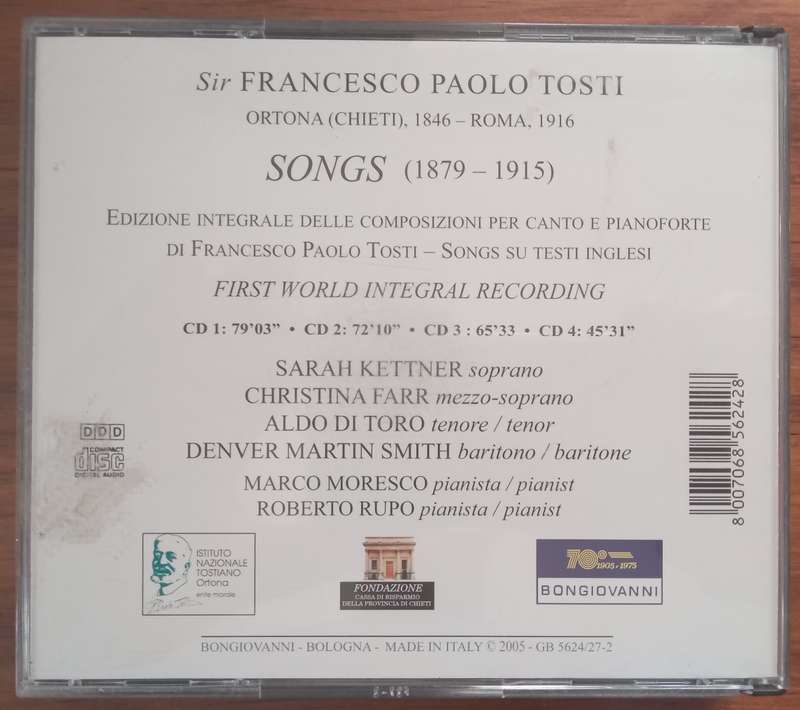 Sir FRANCESCO PAOLO TOSTI
ORTONA (CHIETI), 1846 – ROMA, 1916
SONGS (1879 – 1915)
EDIZIONE INTEGRALE DELLE COMPOSIZIONI PER CANTO E PIANOFORTE
DI FRANCESCO PAOLO TOSTI – SONGS SU TESTI INGLESI
FIRST WORLD INTEGRAL RECORDING
CD 1: 79'03” • CD 2: 72'10” • CD 3 : 65'33 • CD 4: 45'31”
SARAH KETTNER soprano
CHRISTINA FARR mezzo-soprano
ALDO DI TORO tenore / tenor
DENVER MARTIN SMITH baritono / baritone
MARCO MORESCO pianista / pianist
ROBERTO RUPO pianista / pianist
DDD
COMPACT
disc
DIGITAL AUDIO
8 007068 562428
ISTITUTO
NAZIONALE
TOSTIANO
Ortona
ente morale
FONDAZIONE
CASSA DI RISPARMIO
DELLA PROVINCIA DI CHIETI
70° 1905-1975
BONGIOVANNI
BONGIOVANNI - BOLOGNA - MADE IN ITALY © 2005 - GB 5624/27-2